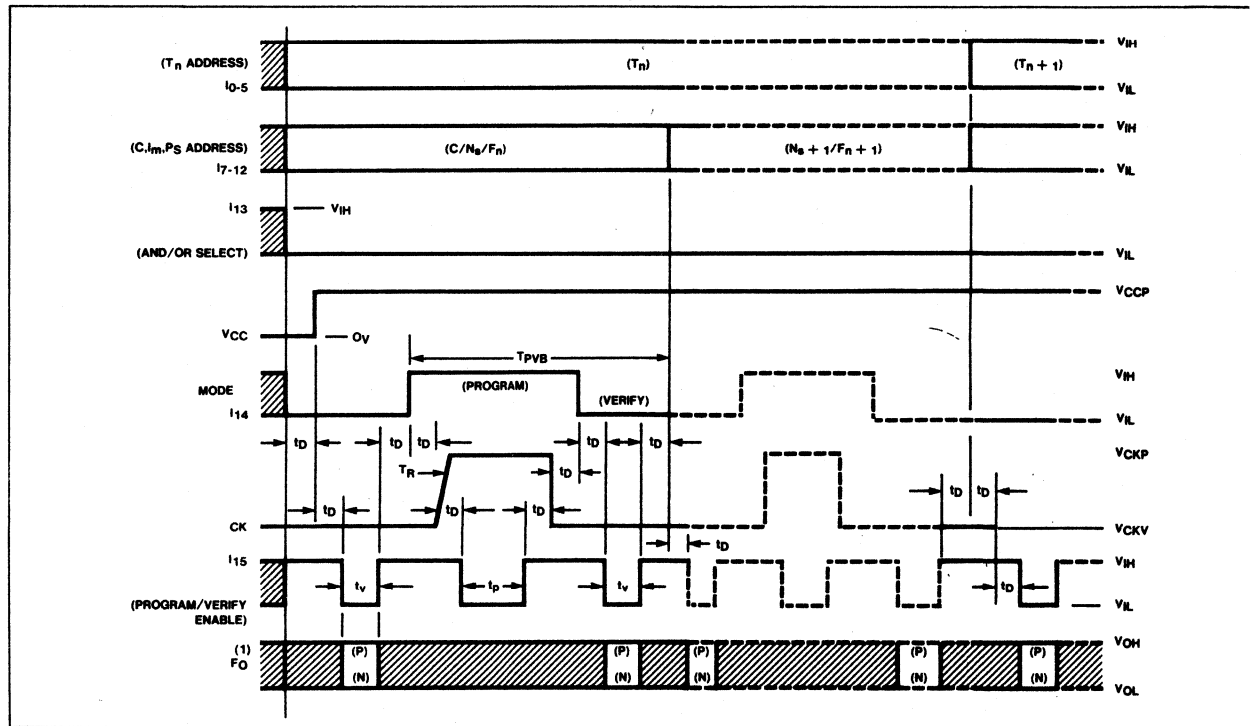 VIH
(Tn ADDRESS) (Tn) (Tn + 1)
I0-5 VIL
VIH
(C,Im,PS ADDRESS) (C/Ns/Fn) (Ns + 1/Fn + 1)
I7-12 VIL
I13 VIH
(AND/OR SELECT) VIL
VCCP
VCC 0V
TPVB
MODE (PROGRAM) (VERIFY) VIH
I14 VIL
tD tD tD tD tD
VCKP
TR tD
tD tD tD tD tD
CK VCKV
tD
I15 VIH
tv tp tv tD
(PROGRAM/VERIFY ENABLE) VIL
(1) (P) (P) (P) (P) (P) VOH
FO
(N) (N) (N) (N) (N) VOL